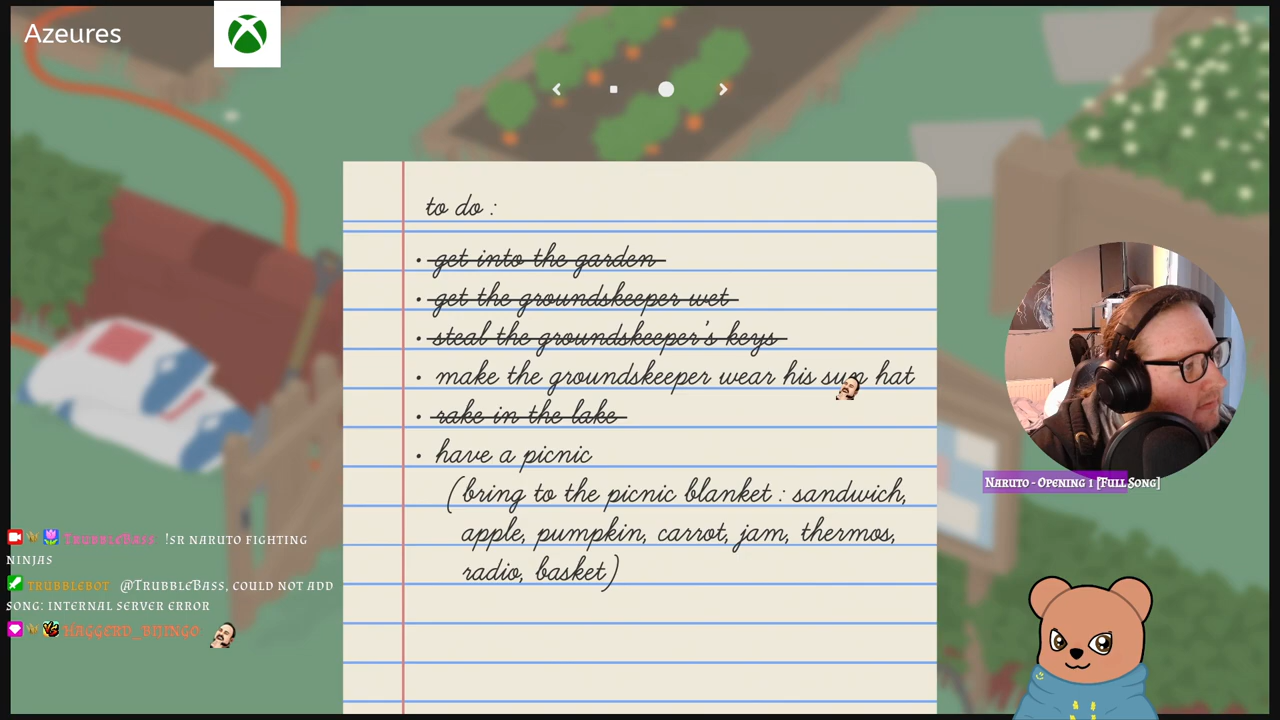 Azeures
to do :
• get into the garden
• get the groundskeeper wet
• steal the groundskeeper's keys
• make the groundskeeper wear his sun hat
• rake in the lake
• have a picnic
(bring to the picnic blanket : sandwich,
apple, pumpkin, carrot, jam, thermos,
radio, basket)
Naruto - Opening 1 [Full Song]
TrubbleBass !sr naruto fighting
ninjas
TrubbleBot @TrubbleBass, could not add
song: internal server error
Haggerd_Bijingo